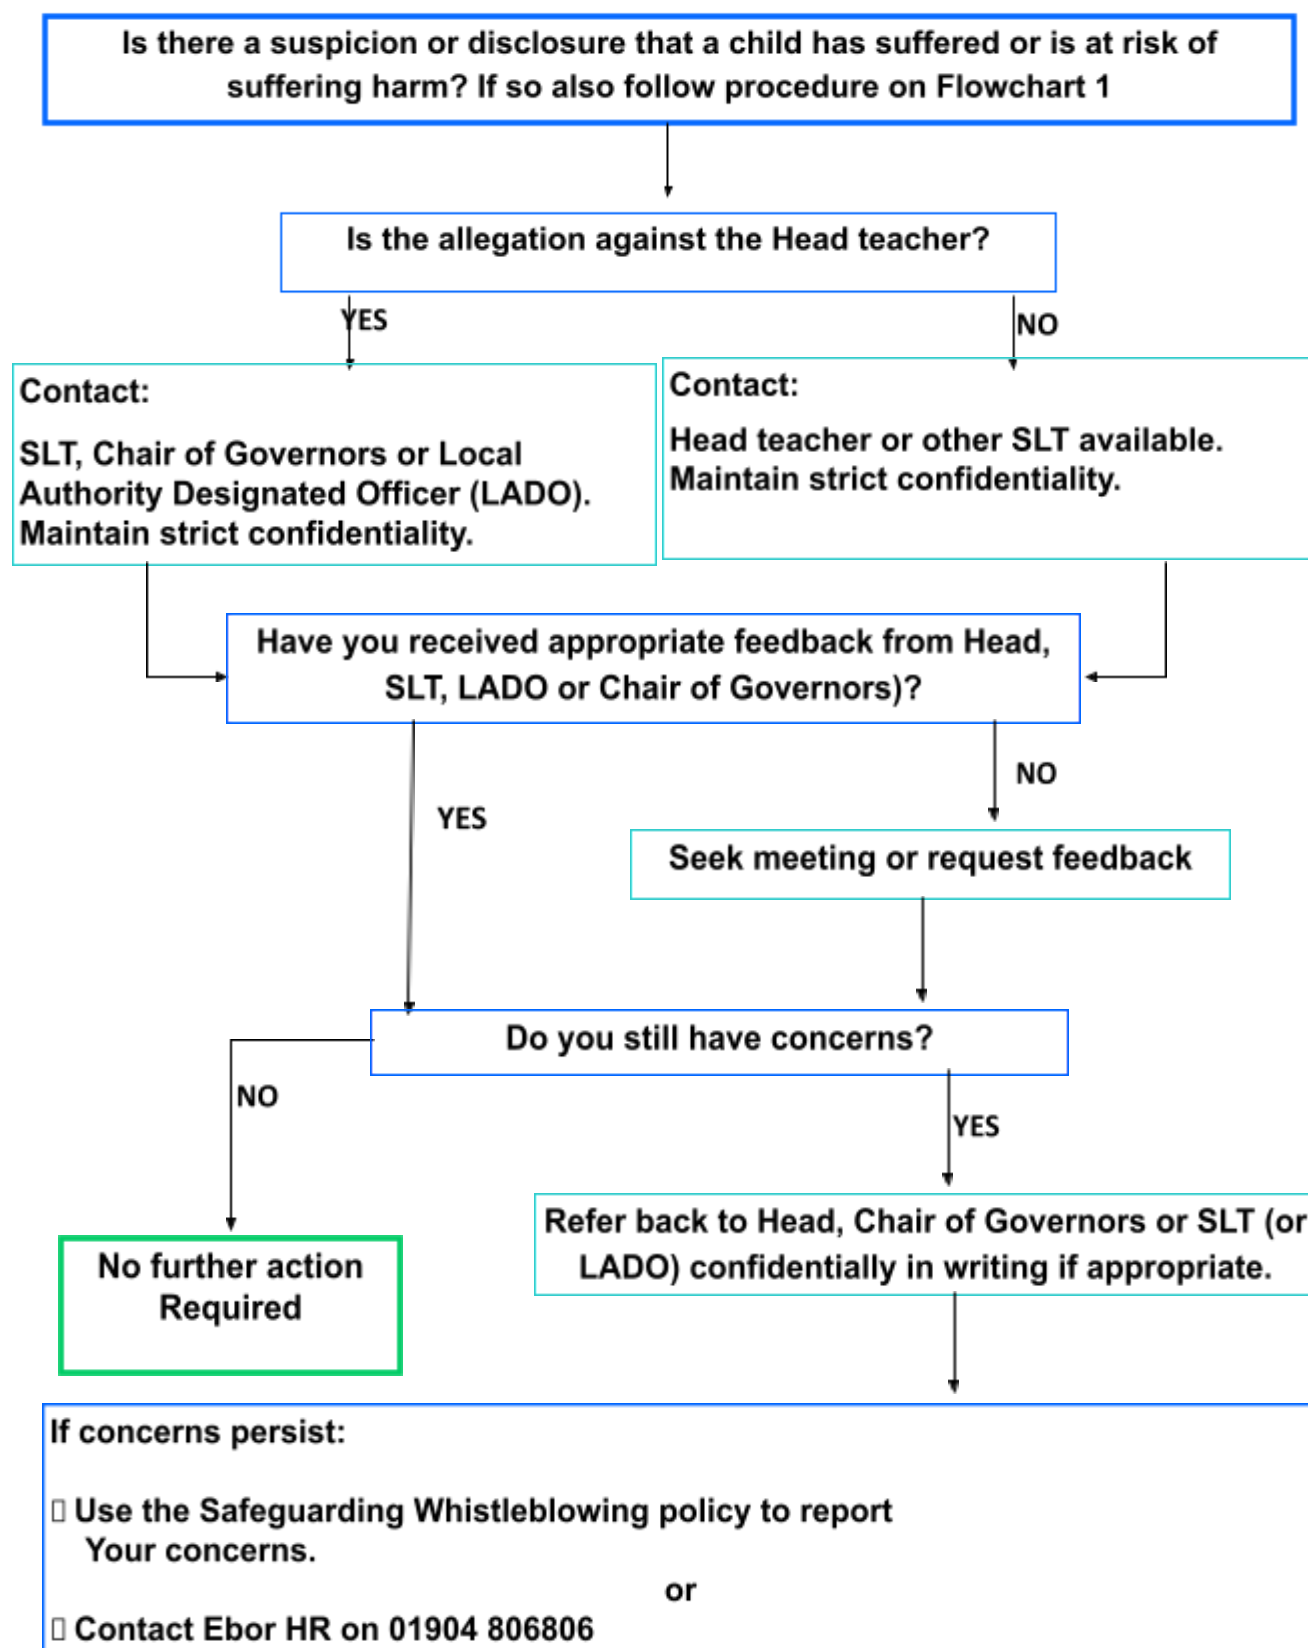 Is there a suspicion or disclosure that a child has suffered or is at risk of
suffering harm? If so also follow procedure on Flowchart 1
Is the allegation against the Head teacher?
YES
NO
Contact:
SLT, Chair of Governors or Local
Authority Designated Officer (LADO).
Maintain strict confidentiality.
Contact:
Head teacher or other SLT available.
Maintain strict confidentiality.
Have you received appropriate feedback from Head,
SLT, LADO or Chair of Governors)?
YES
NO
Seek meeting or request feedback
Do you still have concerns?
NO
YES
No further action
Required
Refer back to Head, Chair of Governors or SLT (or
LADO) confidentially in writing if appropriate.
If concerns persist:
Use the Safeguarding Whistleblowing policy to report
Your concerns.
or
Contact Ebor HR on 01904 806806